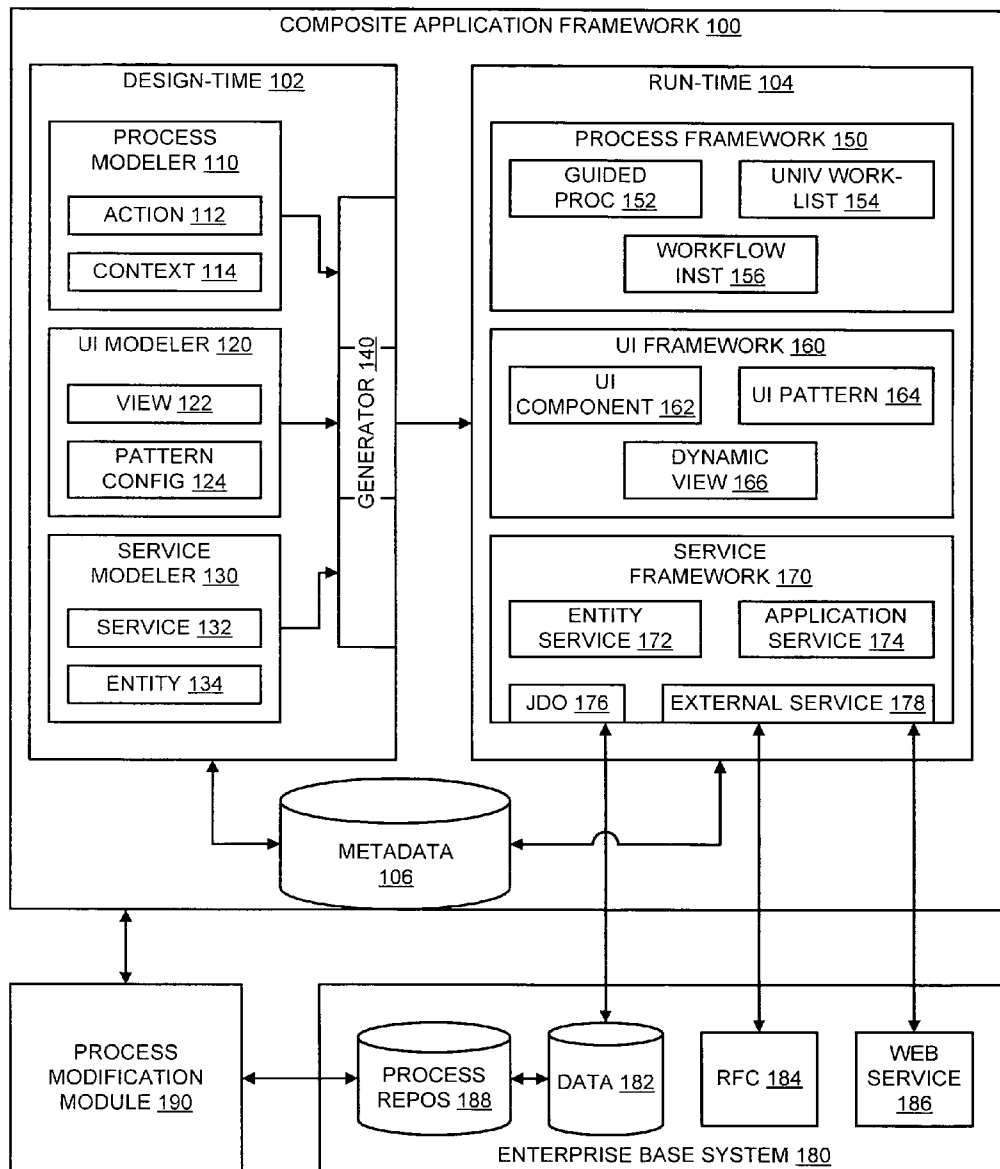 COMPOSITE APPLICATION FRAMEWORK 100
DESIGN-TIME 102
PROCESS
MODELER 110
ACTION 112
CONTEXT 114
UI MODELER 120
VIEW 122
PATTERN
CONFIG 124
SERVICE
MODELER 130
SERVICE 132
ENTITY 134
GENERATOR 140
RUN-TIME 104
PROCESS FRAMEWORK 150
GUIDED
PROC 152
UNIV WORK-
LIST 154
WORKFLOW
INST 156
UI FRAMEWORK 160
UI
COMPONENT 162
UI PATTERN 164
DYNAMIC
VIEW 166
SERVICE
FRAMEWORK 170
ENTITY
SERVICE 172
APPLICATION
SERVICE 174
JDO 176
EXTERNAL SERVICE 178
METADATA
106
PROCESS
MODIFICATION
MODULE 190
PROCESS
REPOS 188
DATA 182
RFC 184
WEB
SERVICE
186
ENTERPRISE BASE SYSTEM 180